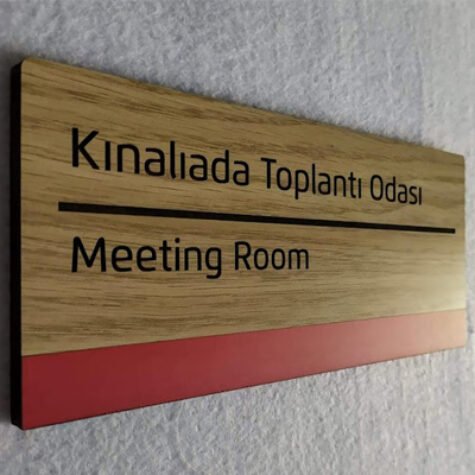 Kınalıada Toplantı Odası
Meeting Room